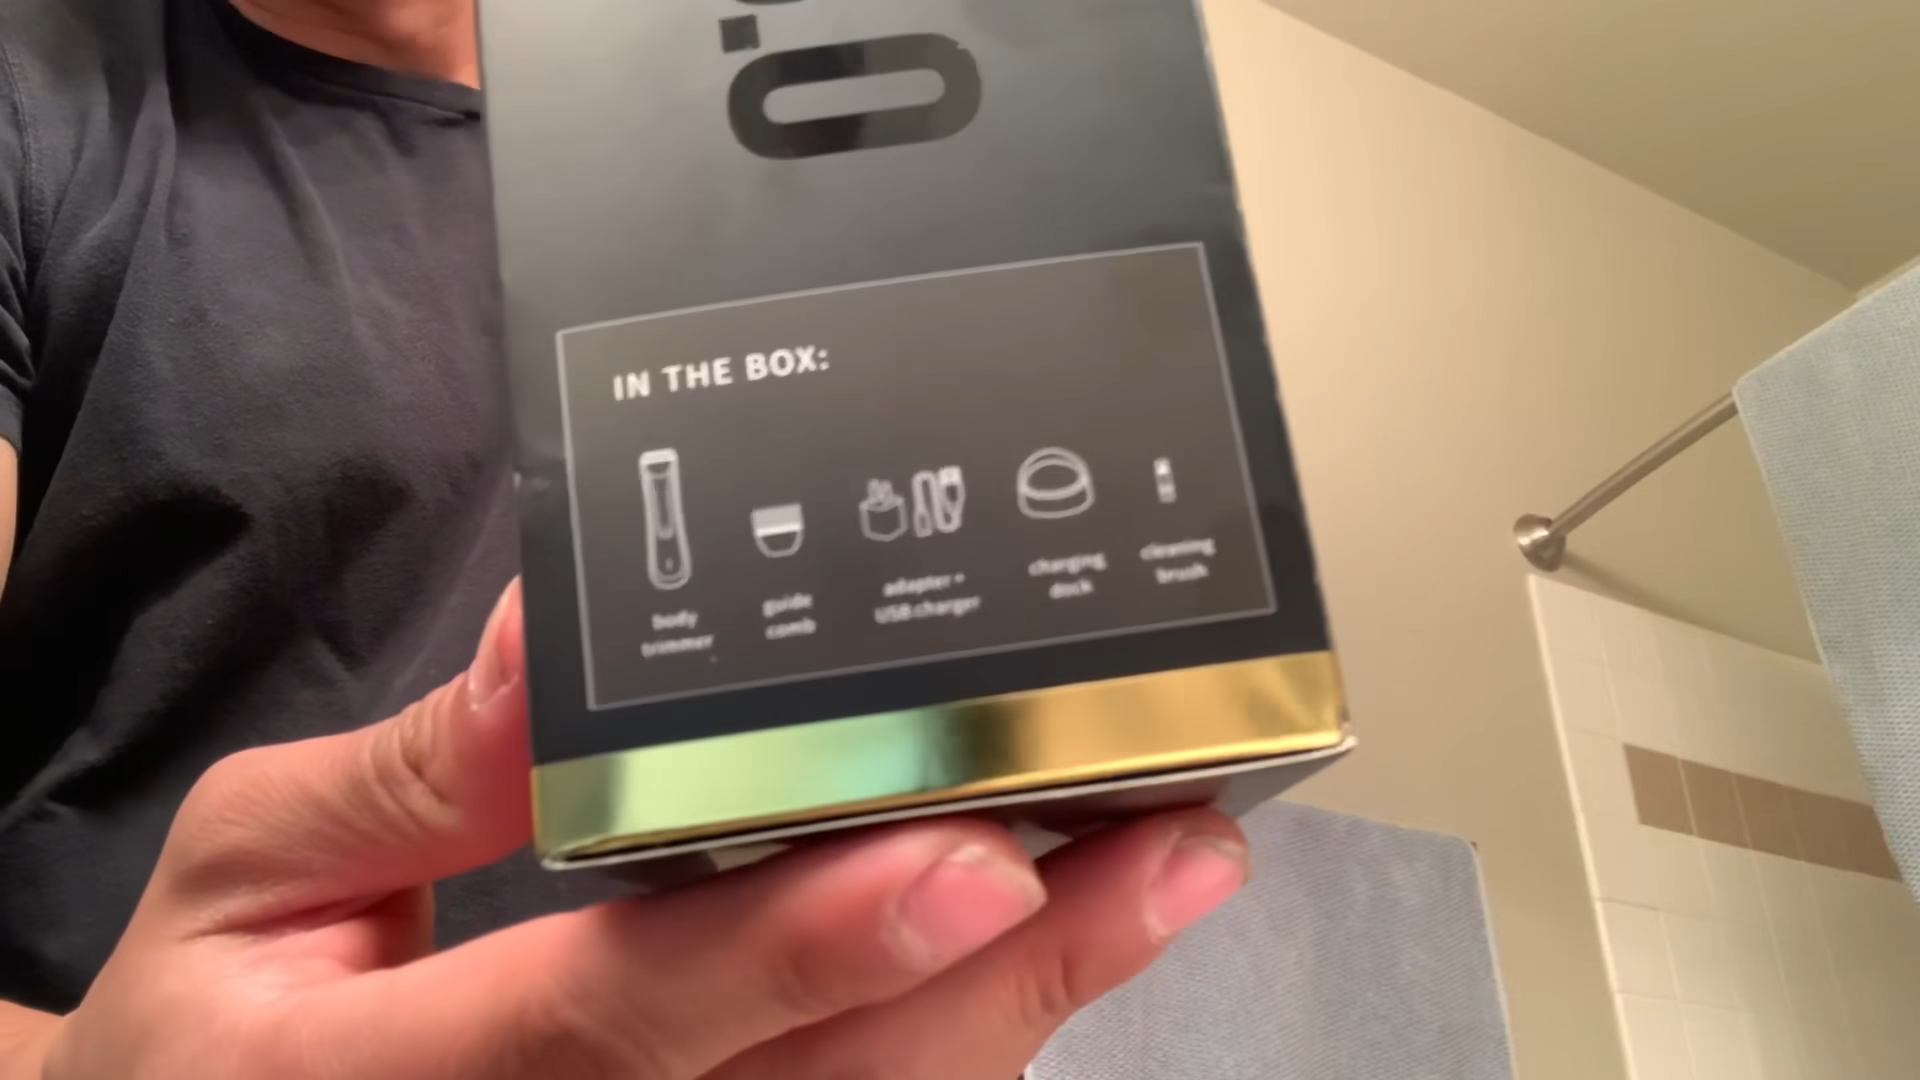 IN THE BOX:
body
trimmer
guide
comb
adapter +
USB charger
charging
dock
cleaning
brush